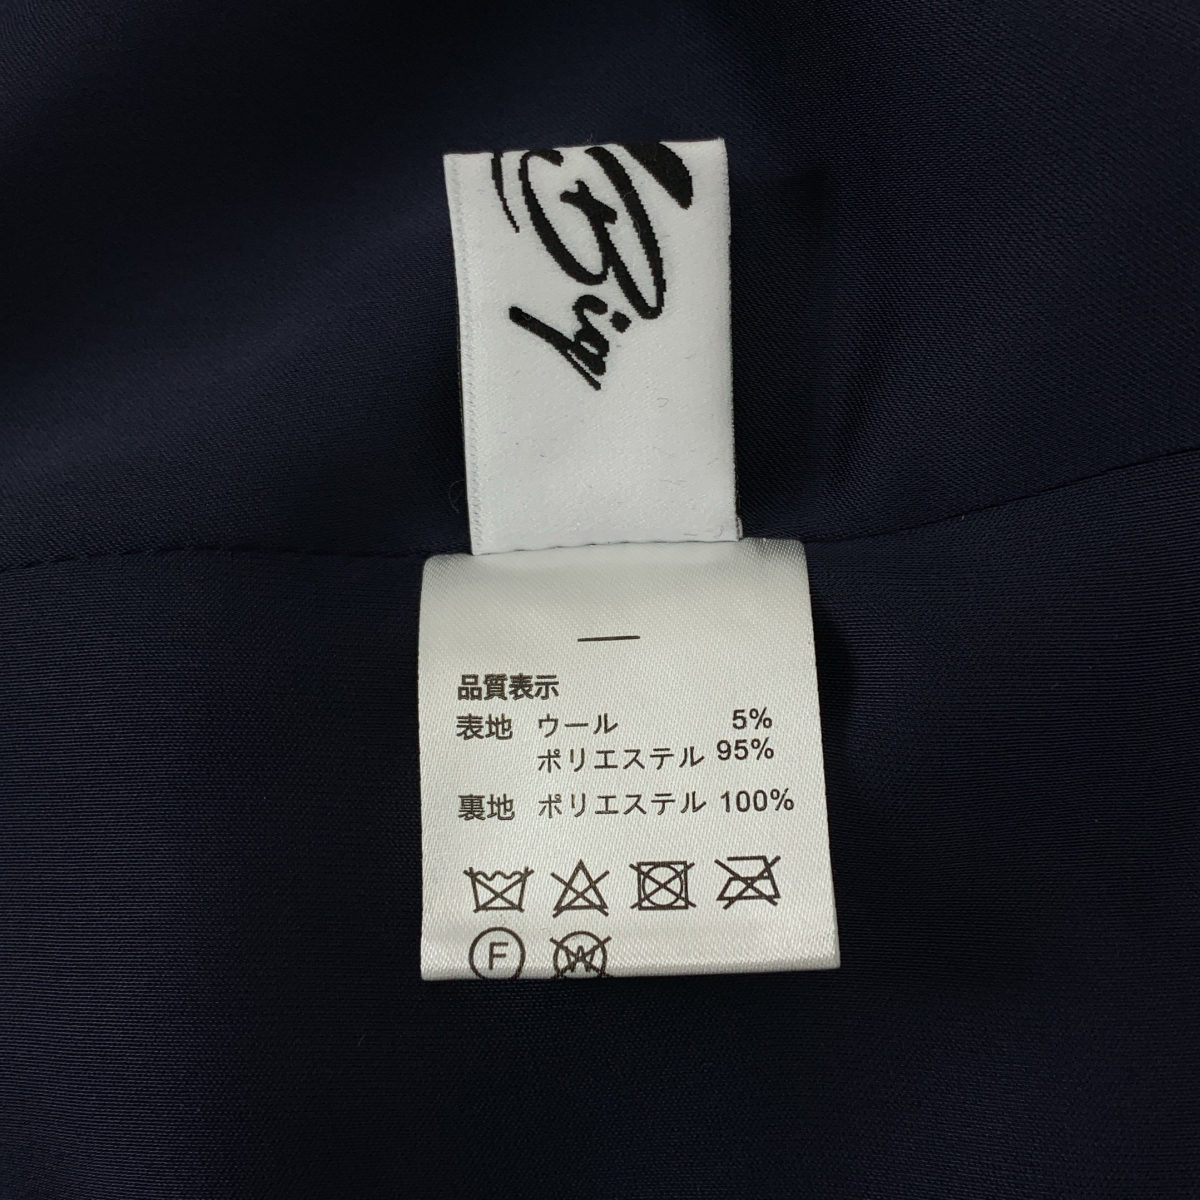 Big
品質表示
表地 ウール 5%
ポリエステル 95%
裏地 ポリエステル 100%
F W